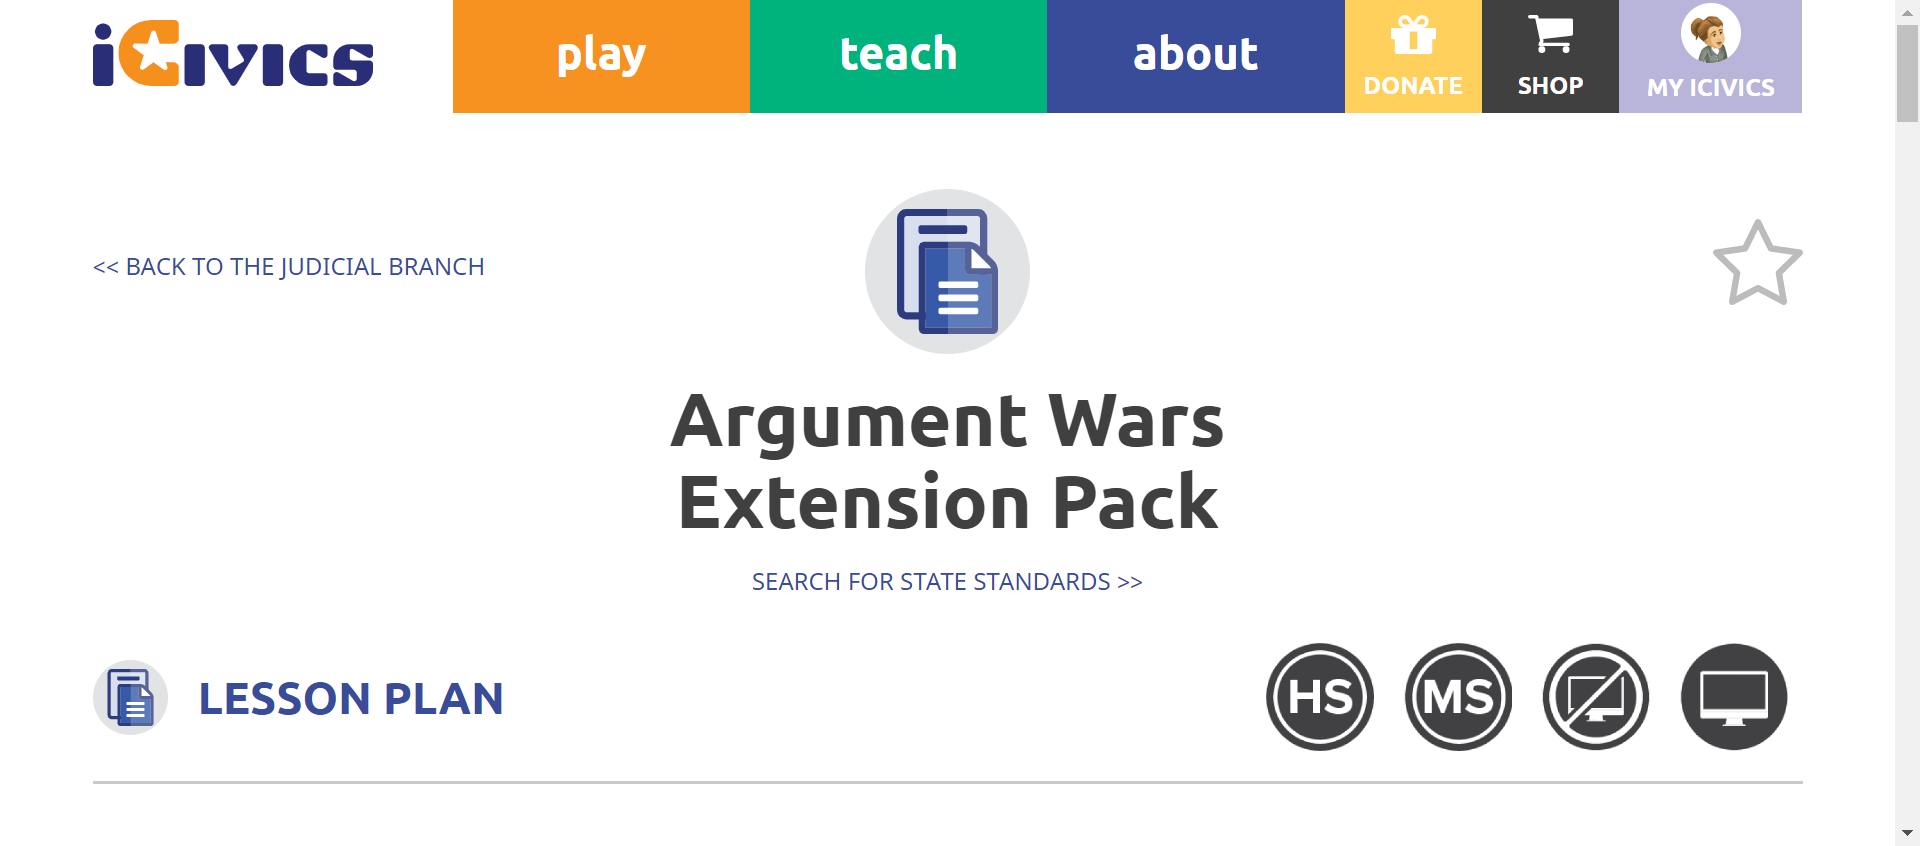 iCivics
play
teach
about
DONATE
SHOP
MY ICIVICS
<< BACK TO THE JUDICIAL BRANCH
Argument Wars
Extension Pack
SEARCH FOR STATE STANDARDS >>
LESSON PLAN
HS
MS